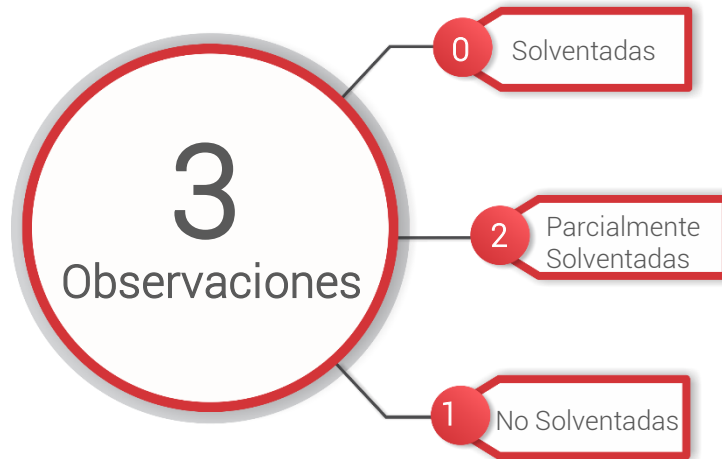 3
Observaciones
0
Solventadas
2
Parcialmente
Solventadas
1
No Solventadas